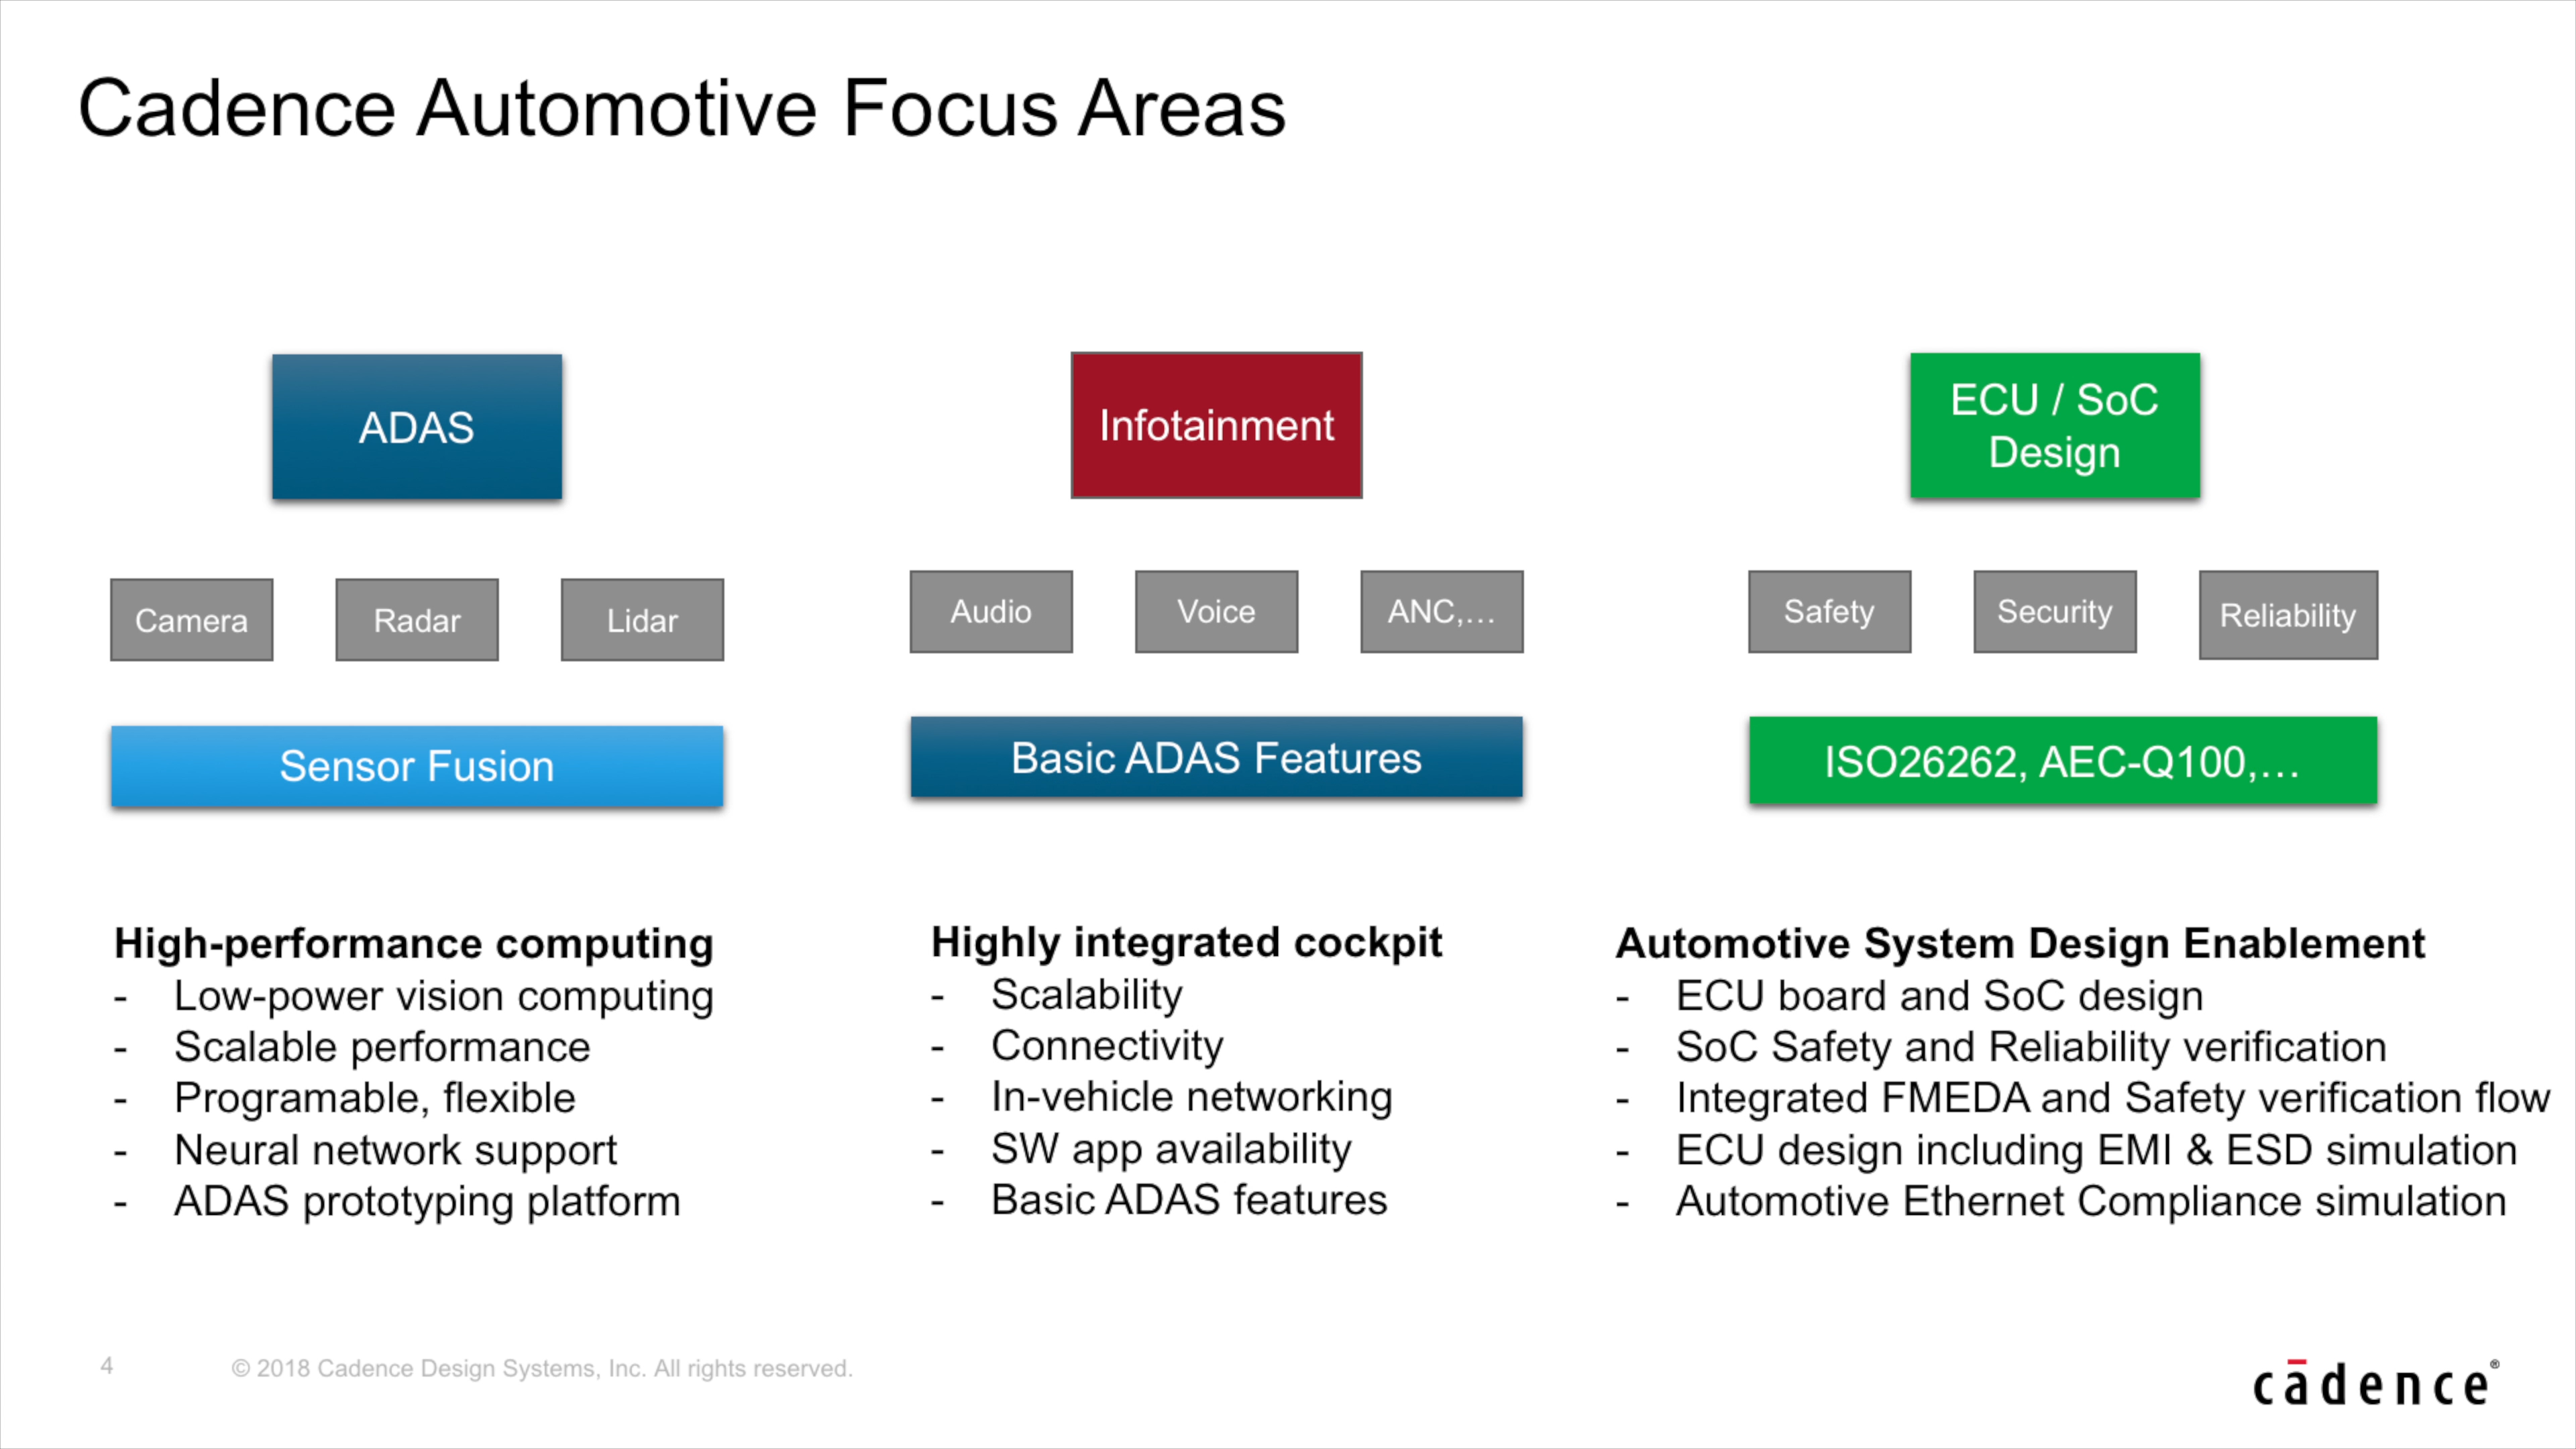 Cadence Automotive Focus Areas
ADAS
Camera
Radar
Lidar
Sensor Fusion
High-performance computing
- Low-power vision computing
- Scalable performance
- Programable, flexible
- Neural network support
- ADAS prototyping platform
Infotainment
Audio
Voice
ANC,...
Basic ADAS Features
Highly integrated cockpit
- Scalability
- Connectivity
- In-vehicle networking
- SW app availability
- Basic ADAS features
ECU / SoC
Design
Safety
Security
Reliability
ISO26262, AEC-Q100,...
Automotive System Design Enablement
- ECU board and SoC design
- SoC Safety and Reliability verification
- Integrated FMEDA and Safety verification flow
- ECU design including EMI & ESD simulation
- Automotive Ethernet Compliance simulation
4
© 2018 Cadence Design Systems, Inc. All rights reserved.
cādence®